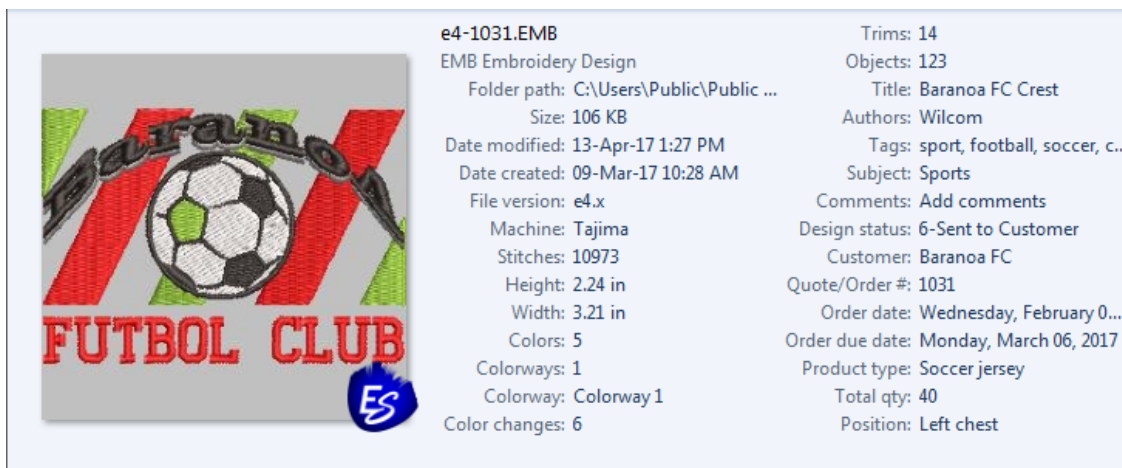 BaranoA
FUTBOL CLUB
ES
e4-1031.EMB
EMB Embroidery Design
Folder path: C:\Users\Public\Public ...
Size: 106 KB
Date modified: 13-Apr-17 1:27 PM
Date created: 09-Mar-17 10:28 AM
File version: e4.x
Machine: Tajima
Stitches: 10973
Height: 2.24 in
Width: 3.21 in
Colors: 5
Colorways: 1
Colorway: Colorway 1
Color changes: 6
Trims: 14
Objects: 123
Title: Baranoa FC Crest
Authors: Wilcom
Tags: sport, football, soccer, c...
Subject: Sports
Comments: Add comments
Design status: 6-Sent to Customer
Customer: Baranoa FC
Quote/Order #: 1031
Order date: Wednesday, February 0...
Order due date: Monday, March 06, 2017
Product type: Soccer jersey
Total qty: 40
Position: Left chest